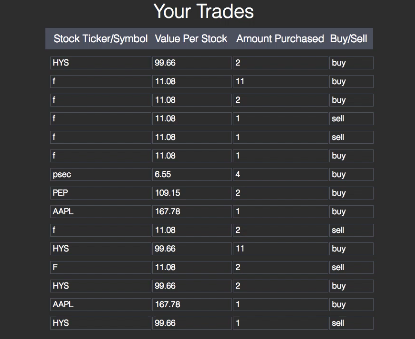 Your Trades
Stock Ticker/Symbol Value Per Stock Amount Purchased Buy/Sell
HYS 99.66 2 buy
f 11.08 11 buy
f 11.08 2 buy
f 11.08 1 sell
f 11.08 1 sell
f 11.08 1 buy
psec 6.55 4 buy
PEP 109.15 2 buy
AAPL 167.78 1 buy
f 11.08 2 sell
HYS 99.66 11 buy
F 11.08 2 sell
HYS 99.66 2 buy
AAPL 167.78 1 buy
HYS 99.66 1 sell